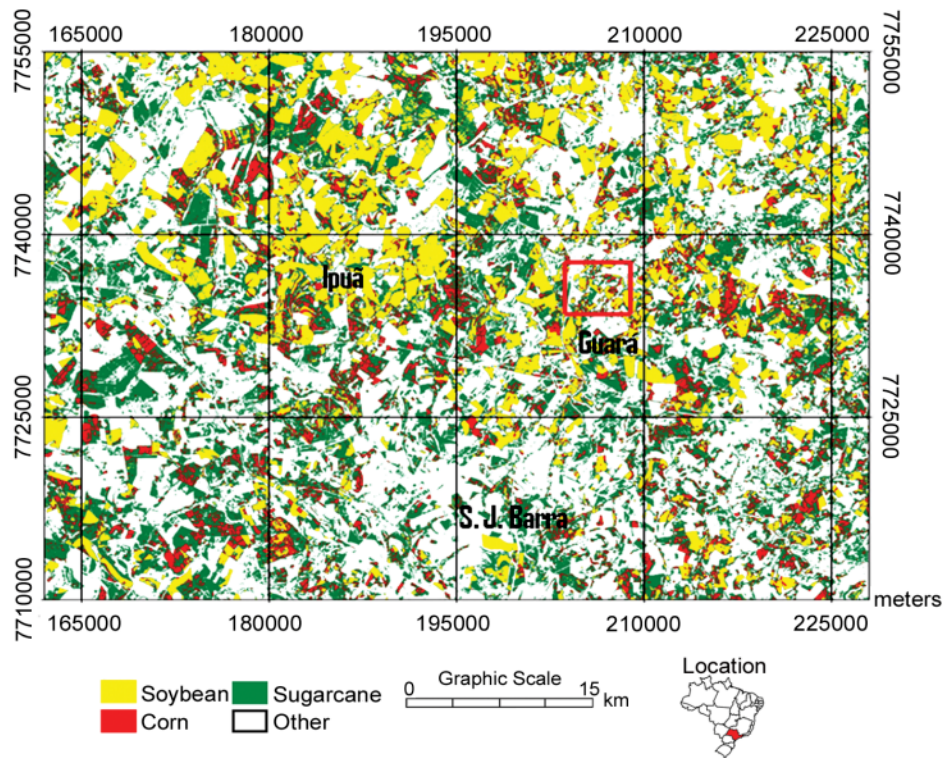 165000 180000 195000 210000 225000
7755000 7755000
7740000 7740000
Ipuã
Guará
7725000 7725000
S. J. Barra
7710000 meters
165000 180000 195000 210000 225000
Soybean Sugarcane
Corn Other
Graphic Scale
0 15
km
Location